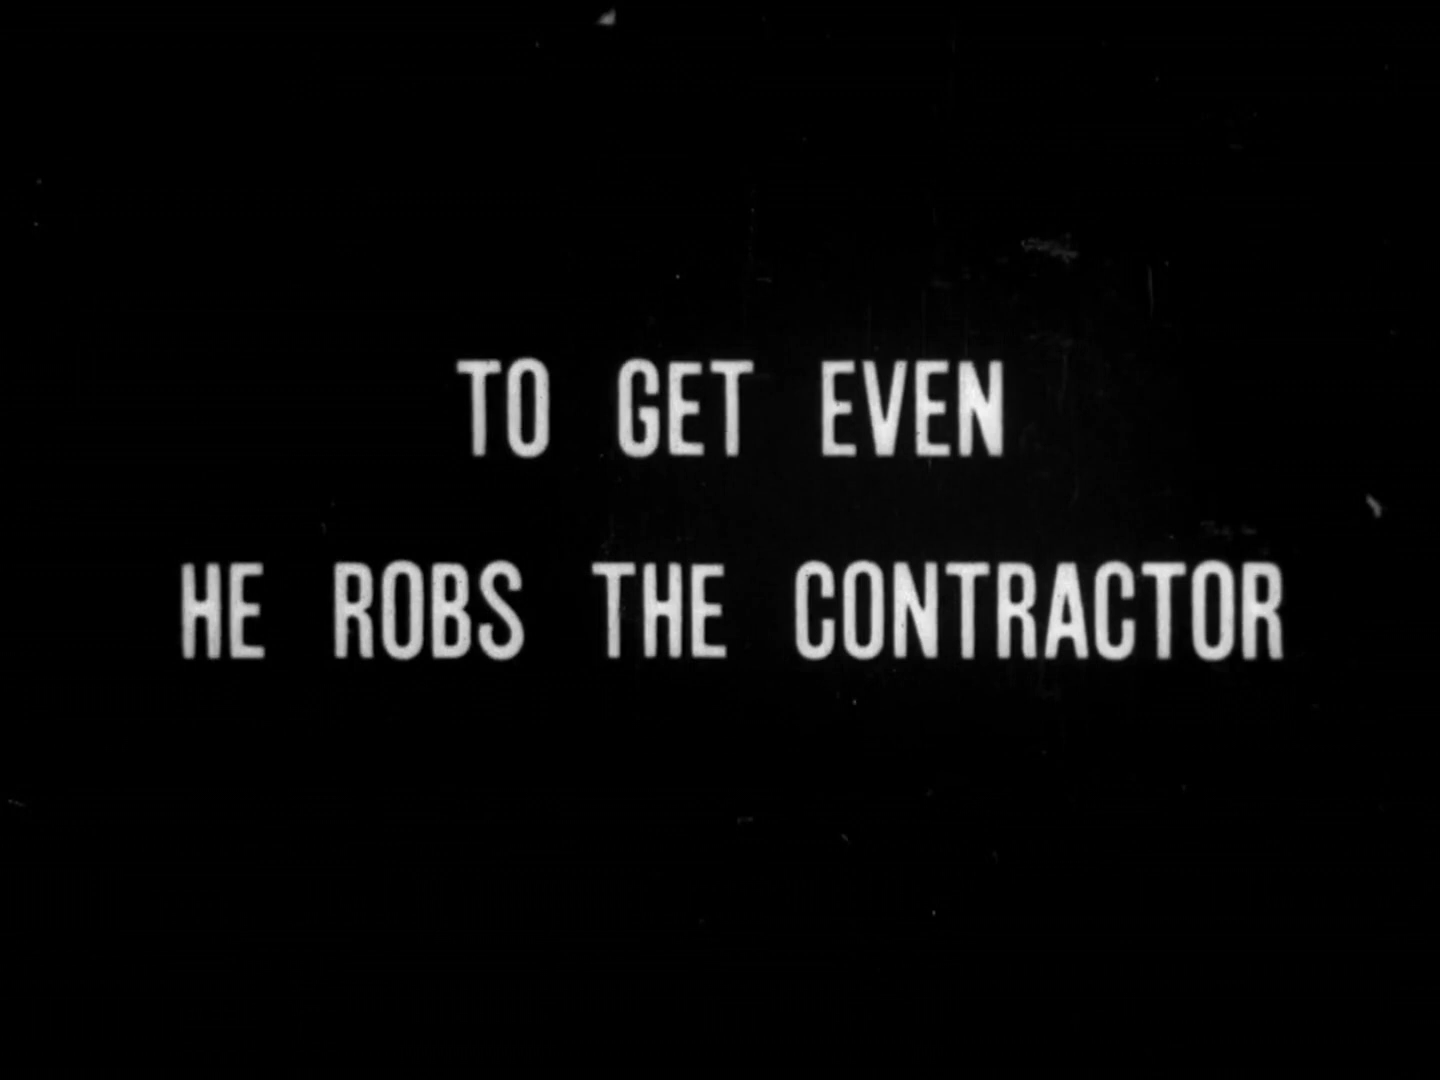 TO GET EVEN
HE ROBS THE CONTRACTOR